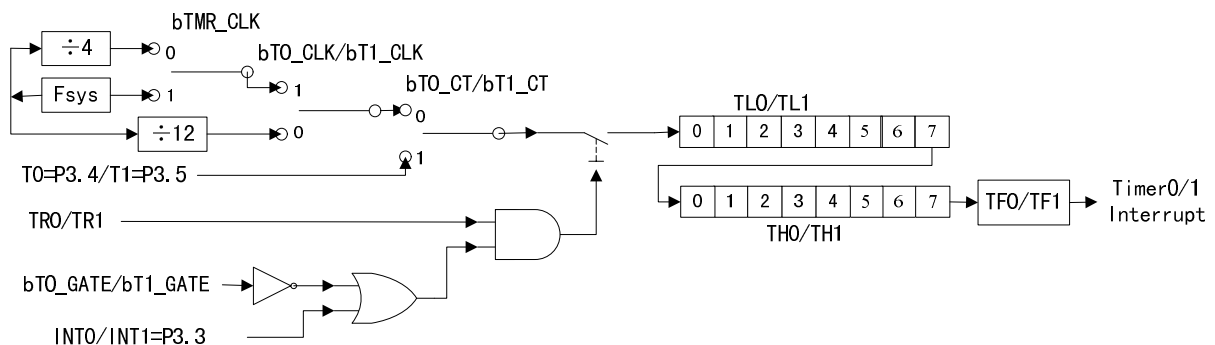 bTMR_CLK
÷4
0
bT0_CLK/bT1_CLK
Fsys
1
1
bT0_CT/bT1_CT
0
÷12
0
1
T0=P3.4/T1=P3.5
TL0/TL1
0 1 2 3 4 5 6 7
0 1 2 3 4 5 6 7
TH0/TH1
TF0/TF1
Timer0/1
Interrupt
TR0/TR1
bT0_GATE/bT1_GATE
INT0/INT1=P3.3